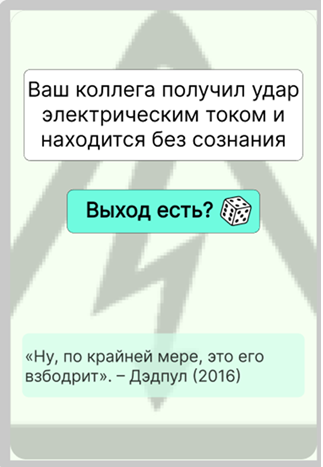 Ваш коллега получил удар
электрическим током и
находится без сознания
Выход есть?
«Ну, по крайней мере, это его
взбодрит». – Дэдпул (2016)